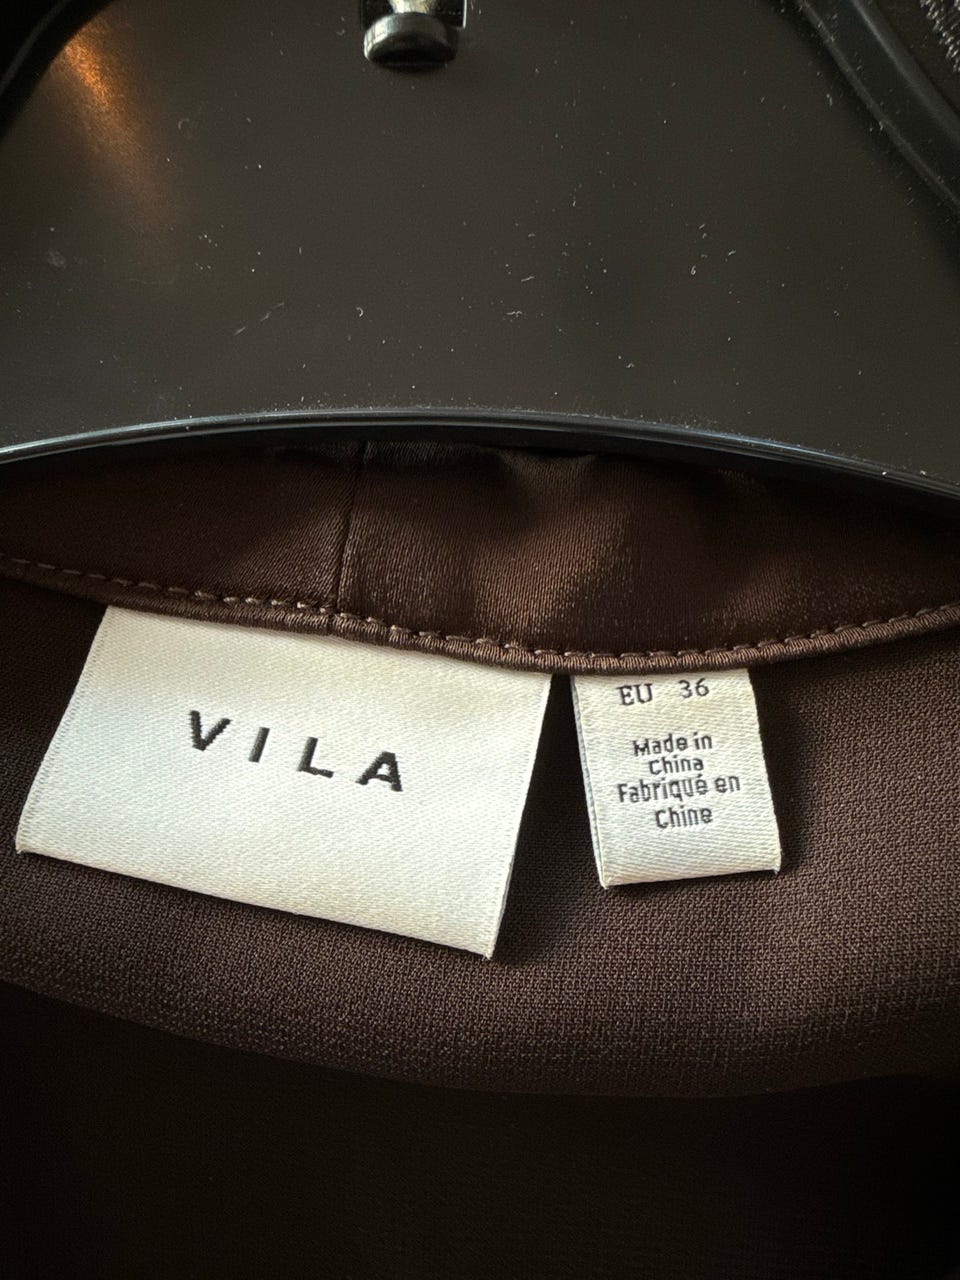 VILA
EU 36
Made in
China
Fabriqué en
Chine